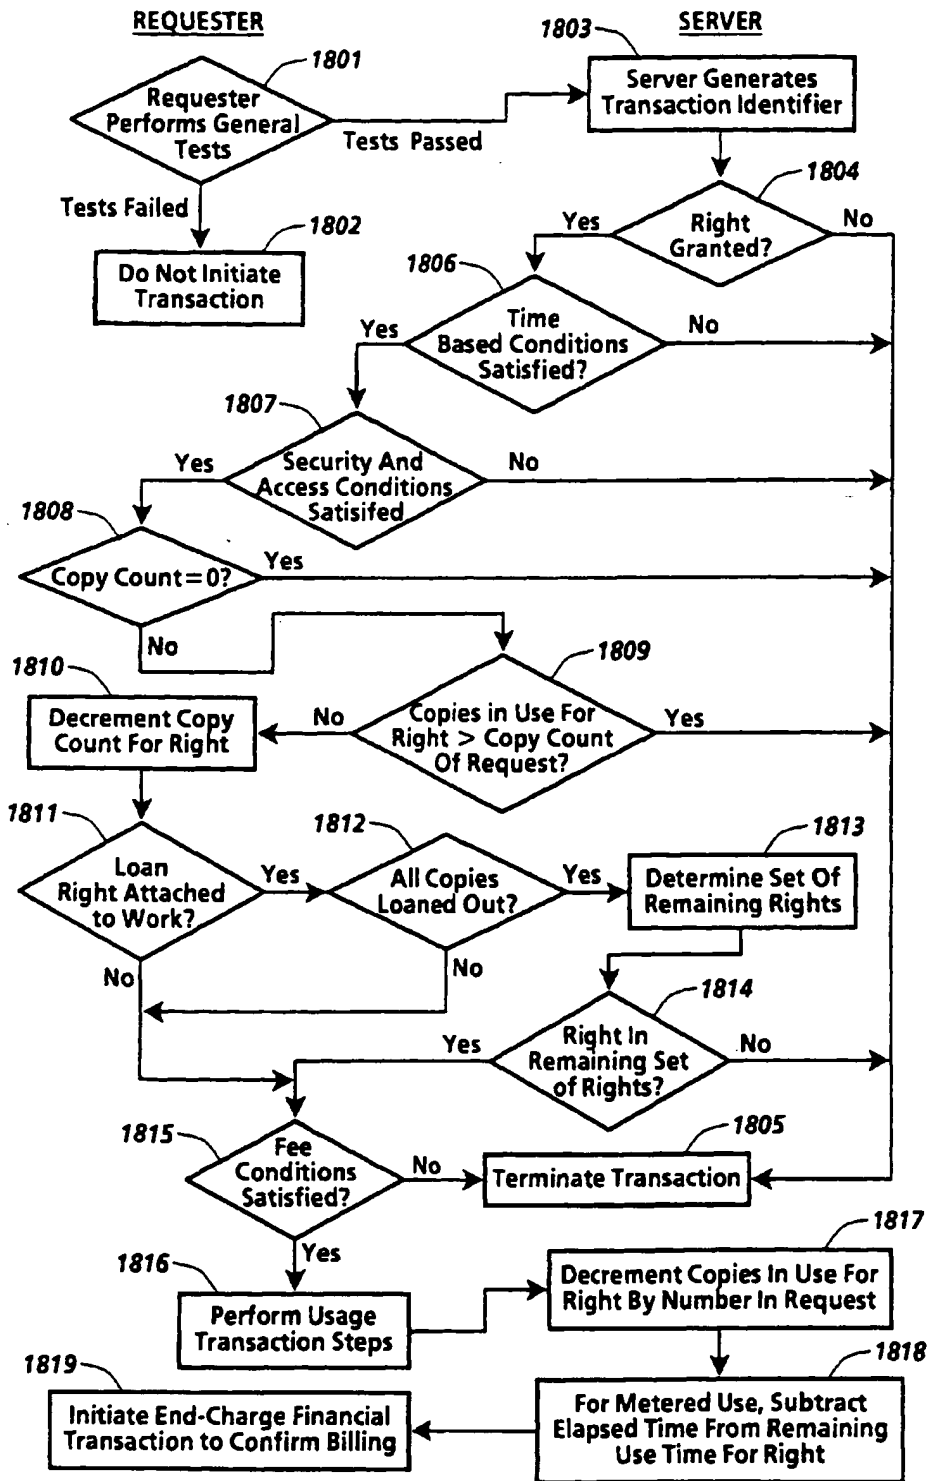 REQUESTER
SERVER
1801
1803
Requester
Performs General
Tests
Server Generates
Transaction Identifier
Tests Passed
Tests Failed
1802
1804
Do Not Initiate
Transaction
Yes
Right
Granted?
No
1806
Yes
Time
Based Conditions
Satisfied?
No
1807
Yes
Security And
Access Conditions
Satisifed
No
1808
Copy Count=0?
Yes
No
1809
1810
Decrement Copy
Count For Right
No
Copies in Use For
Right > Copy Count
Of Request?
Yes
1811
1812
1813
Loan
Right Attached
to Work?
Yes
All Copies
Loaned Out?
Yes
Determine Set Of
Remaining Rights
No
No
1814
Yes
Right In
Remaining Set
of Rights?
No
1815
1805
Fee
Conditions
Satisfied?
No
Terminate Transaction
Yes
1816
1817
Perform Usage
Transaction Steps
Decrement Copies In Use For
Right By Number In Request
1819
1818
Initiate End-Charge Financial
Transaction to Confirm Billing
For Metered Use, Subtract
Elapsed Time From Remaining
Use Time For Right